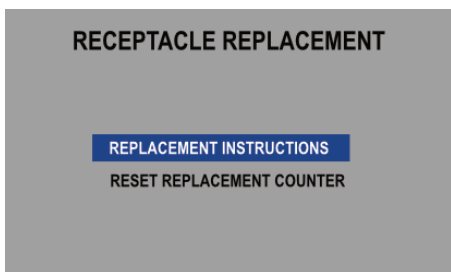 RECEPTACLE REPLACEMENT
REPLACEMENT INSTRUCTIONS
RESET REPLACEMENT COUNTER